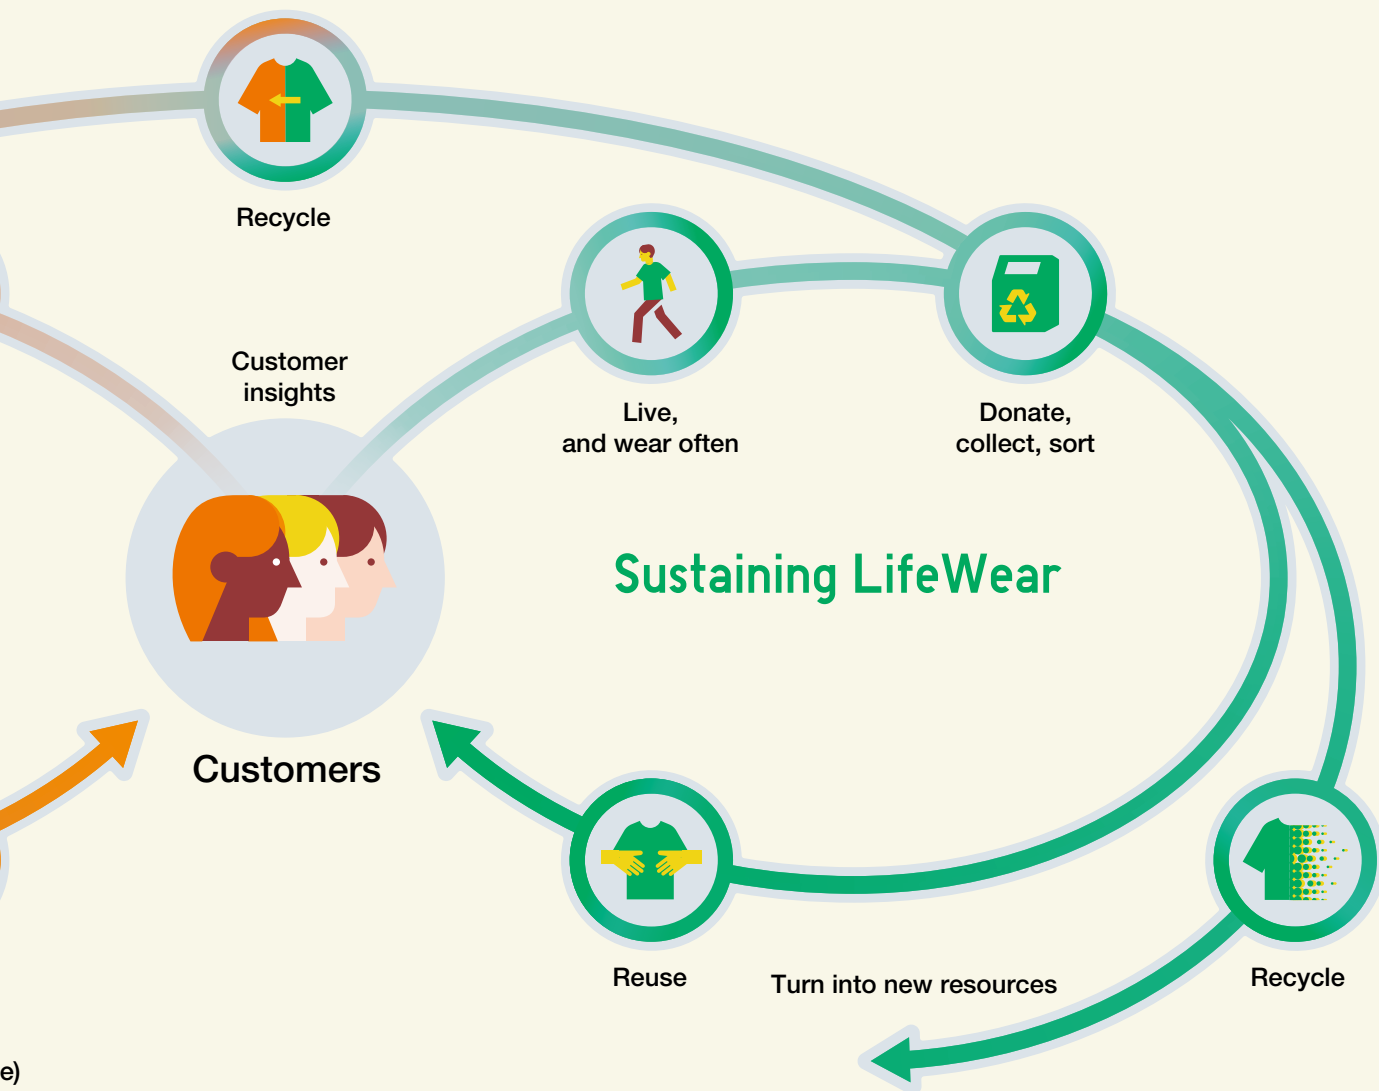 Recycle
Customer
insights
Live,
and wear often
Donate,
collect, sort
Sustaining LifeWear
Customers
Reuse
Turn into new resources
Recycle
e)